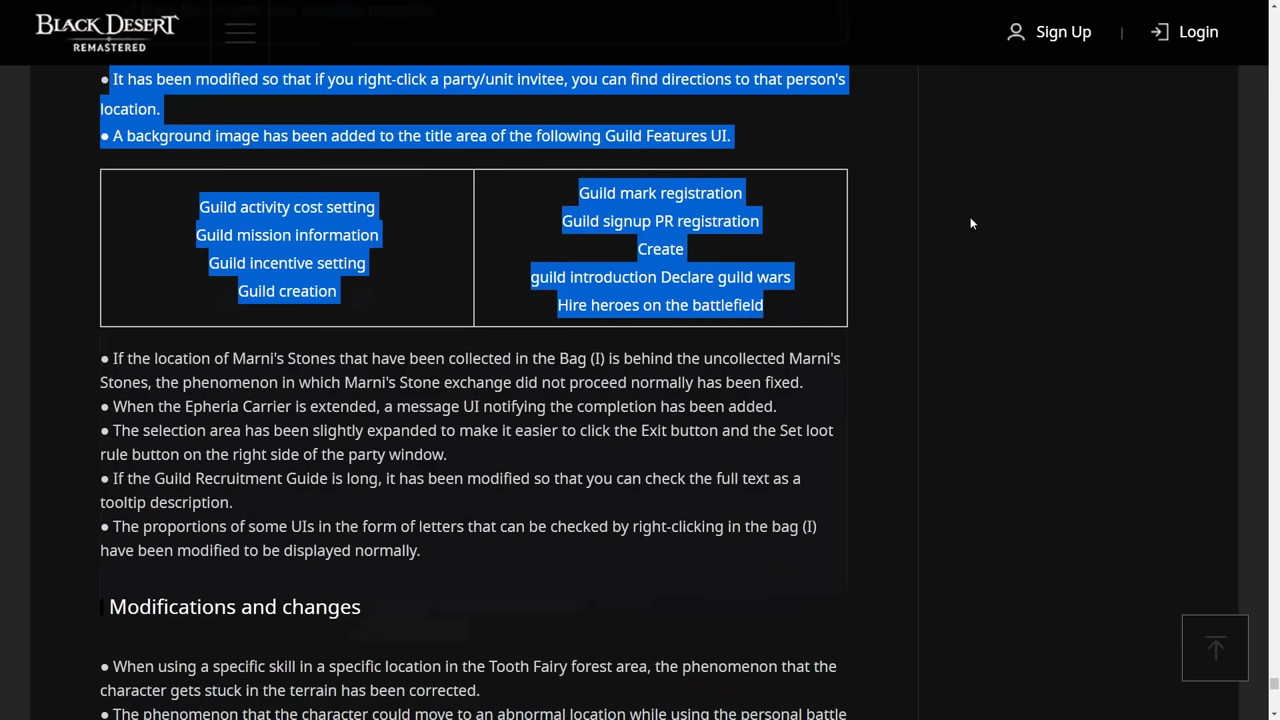 BLACK DESERT
REMASTERED
Sign Up
|
Login
● It has been modified so that if you right-click a party/unit invitee, you can find directions to that person's
location.
● A background image has been added to the title area of the following Guild Features UI.
Guild activity cost setting
Guild mission information
Guild incentive setting
Guild creation
Guild mark registration
Guild signup PR registration
Create
guild introduction Declare guild wars
Hire heroes on the battlefield
● If the location of Marni's Stones that have been collected in the Bag (I) is behind the uncollected Marni's
Stones, the phenomenon in which Marni's Stone exchange did not proceed normally has been fixed.
● When the Epheria Carrier is extended, a message UI notifying the completion has been added.
● The selection area has been slightly expanded to make it easier to click the Exit button and the Set loot
rule button on the right side of the party window.
● If the Guild Recruitment Guide is long, it has been modified so that you can check the full text as a
tooltip description.
● The proportions of some UIs in the form of letters that can be checked by right-clicking in the bag (I)
have been modified to be displayed normally.
Modifications and changes
● When using a specific skill in a specific location in the Tooth Fairy forest area, the phenomenon that the
character gets stuck in the terrain has been corrected.
● The phenomenon that the character could move to an abnormal location while using the personal battle